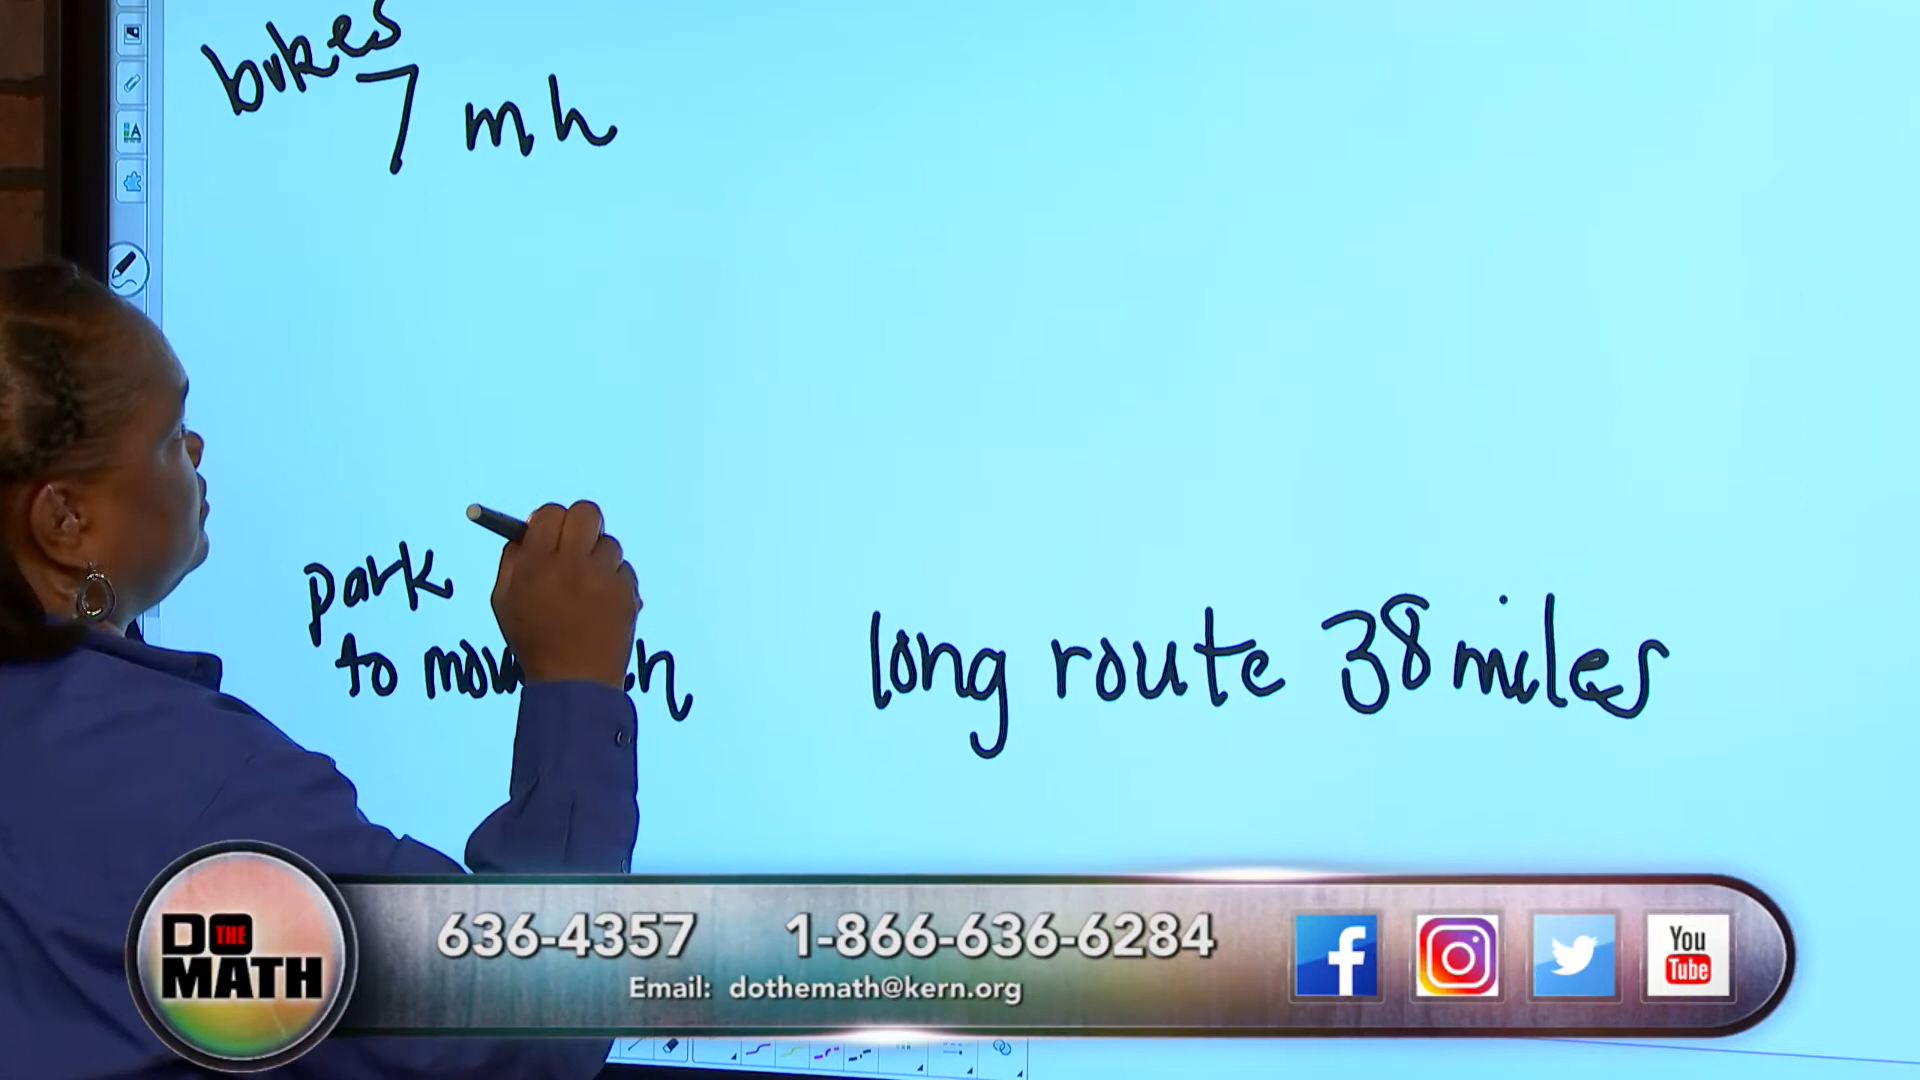 bikes
7 mh
park
to
long route 38 miles
DO THE MATH
636-4357 1-866-636-6284
Email: dothemath@kern.org
You Tube